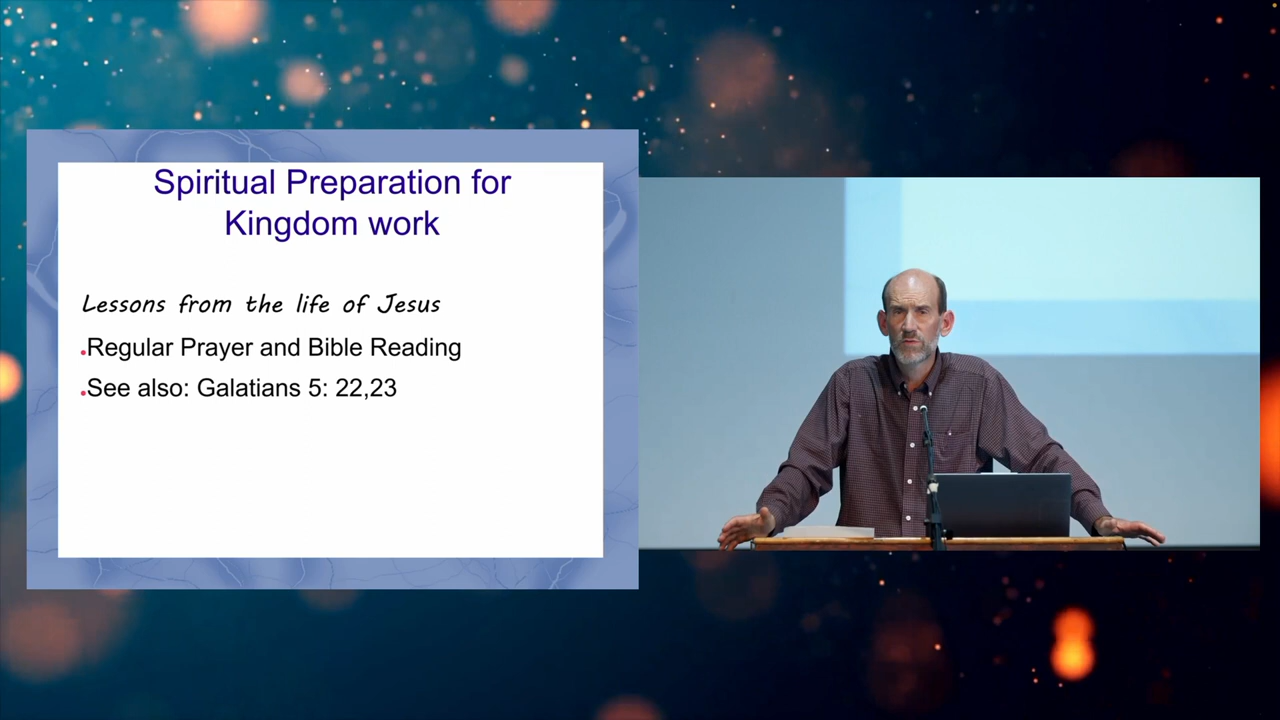 Spiritual Preparation for
Kingdom work
Lessons from the life of Jesus
.Regular Prayer and Bible Reading
.See also: Galatians 5: 22,23